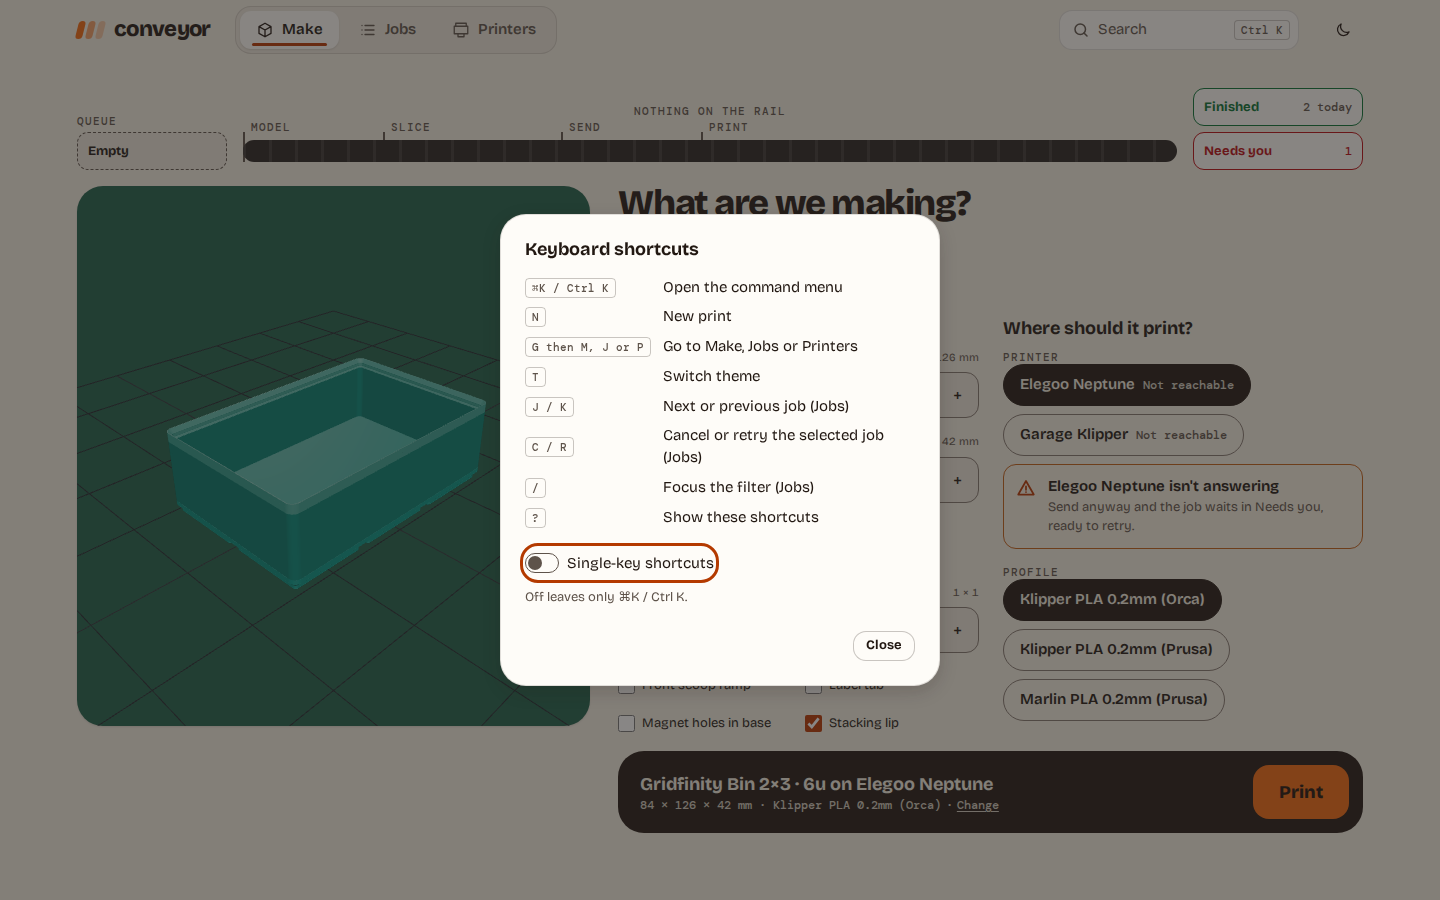 conveyor
Make
Jobs
Printers
Search
Ctrl K
NOTHING ON THE RAIL
QUEUE
Empty
MODEL
SLICE
SEND
PRINT
Finished 2 today
Needs you 1
What are we making?
Keyboard shortcuts
⌘K / Ctrl K Open the command menu
N New print
G then M, J or P Go to Make, Jobs or Printers
T Switch theme
J / K Next or previous job (Jobs)
C / R Cancel or retry the selected job
(Jobs)
/ Focus the filter (Jobs)
? Show these shortcuts
Single-key shortcuts
Off leaves only ⌘K / Ctrl K.
Close
26 mm
+
42 mm
+
1 × 1
+
Magnet holes in base
Stacking lip
Where should it print?
PRINTER
Elegoo Neptune Not reachable
Garage Klipper Not reachable
Elegoo Neptune isn't answering
Send anyway and the job waits in Needs you,
ready to retry.
PROFILE
Klipper PLA 0.2mm (Orca)
Klipper PLA 0.2mm (Prusa)
Marlin PLA 0.2mm (Prusa)
Gridfinity Bin 2×3 · 6u on Elegoo Neptune
84 × 126 × 42 mm · Klipper PLA 0.2mm (Orca) · Change
Print